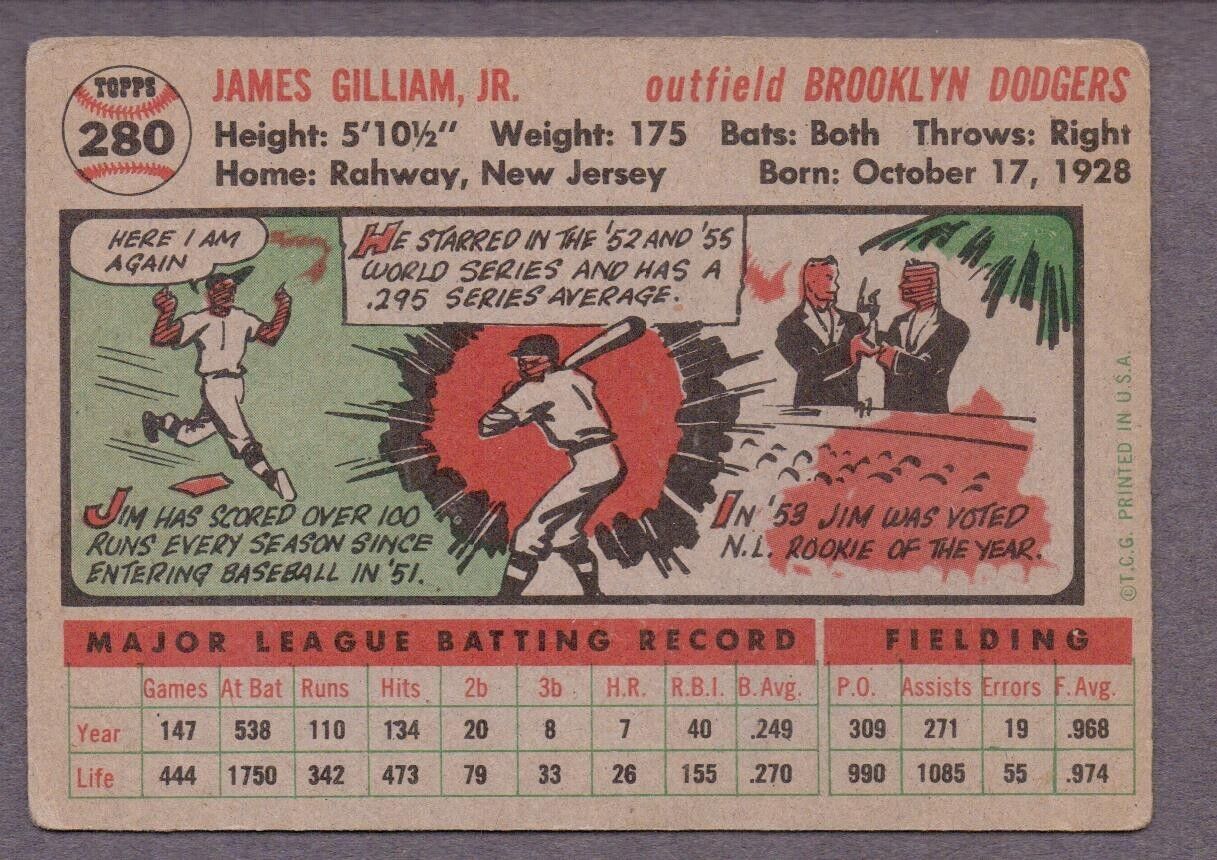 TOPPS
280
JAMES GILLIAM, JR. outfield BROOKLYN DODGERS
Height: 5'10½" Weight: 175 Bats: Both Throws: Right
Home: Rahway, New Jersey Born: October 17, 1928
HERE I AM
AGAIN
JIM HAS SCORED OVER 100
RUNS EVERY SEASON SINCE
ENTERING BASEBALL IN '51.
HE STARRED IN THE '52 AND '55
WORLD SERIES AND HAS A
.295 SERIES AVERAGE.
IN '53 JIM WAS VOTED
N.L. ROOKIE OF THE YEAR.
©T.C.G. PRINTED IN U.S.A.
MAJOR LEAGUE BATTING RECORD FIELDING
Games At Bat Runs Hits 2b 3b H.R. R.B.I. B.Avg. P.O. Assists Errors F.Avg.
Year 147 538 110 134 20 8 7 40 .249 309 271 19 .968
Life 444 1750 342 473 79 33 26 155 .270 990 1085 55 .974